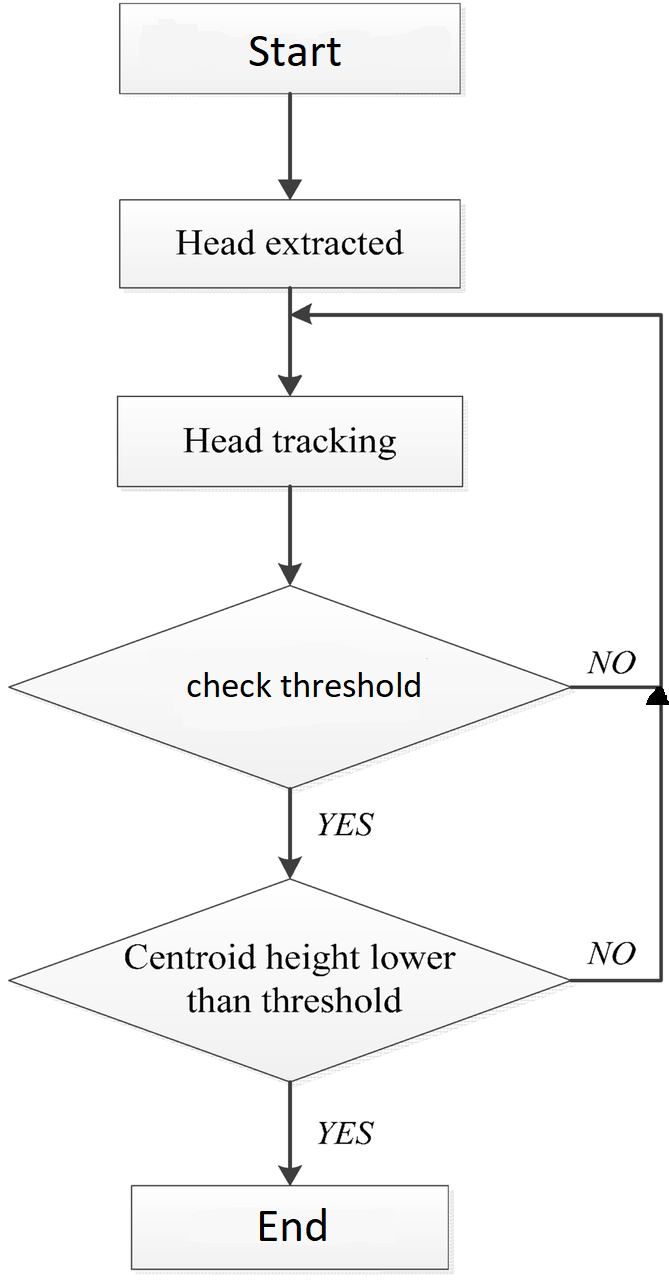 Start
Head extracted
Head tracking
check threshold
NO
YES
Centroid height lower
than threshold
NO
YES
End